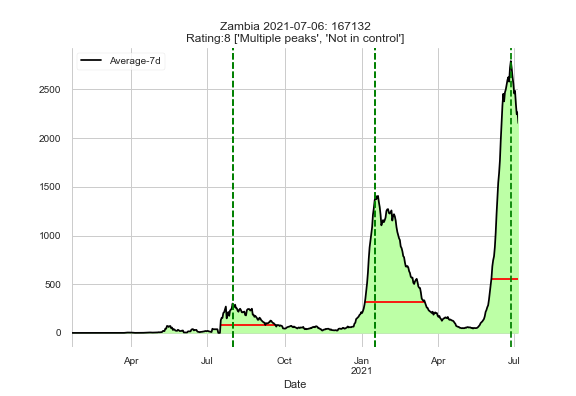 Zambia 2021-07-06: 167132
Rating:8 ['Multiple peaks', 'Not in control']
Average-7d
2500
2000
1500
1000
500
0
Apr Jul Oct Jan Apr Jul
2021
Date